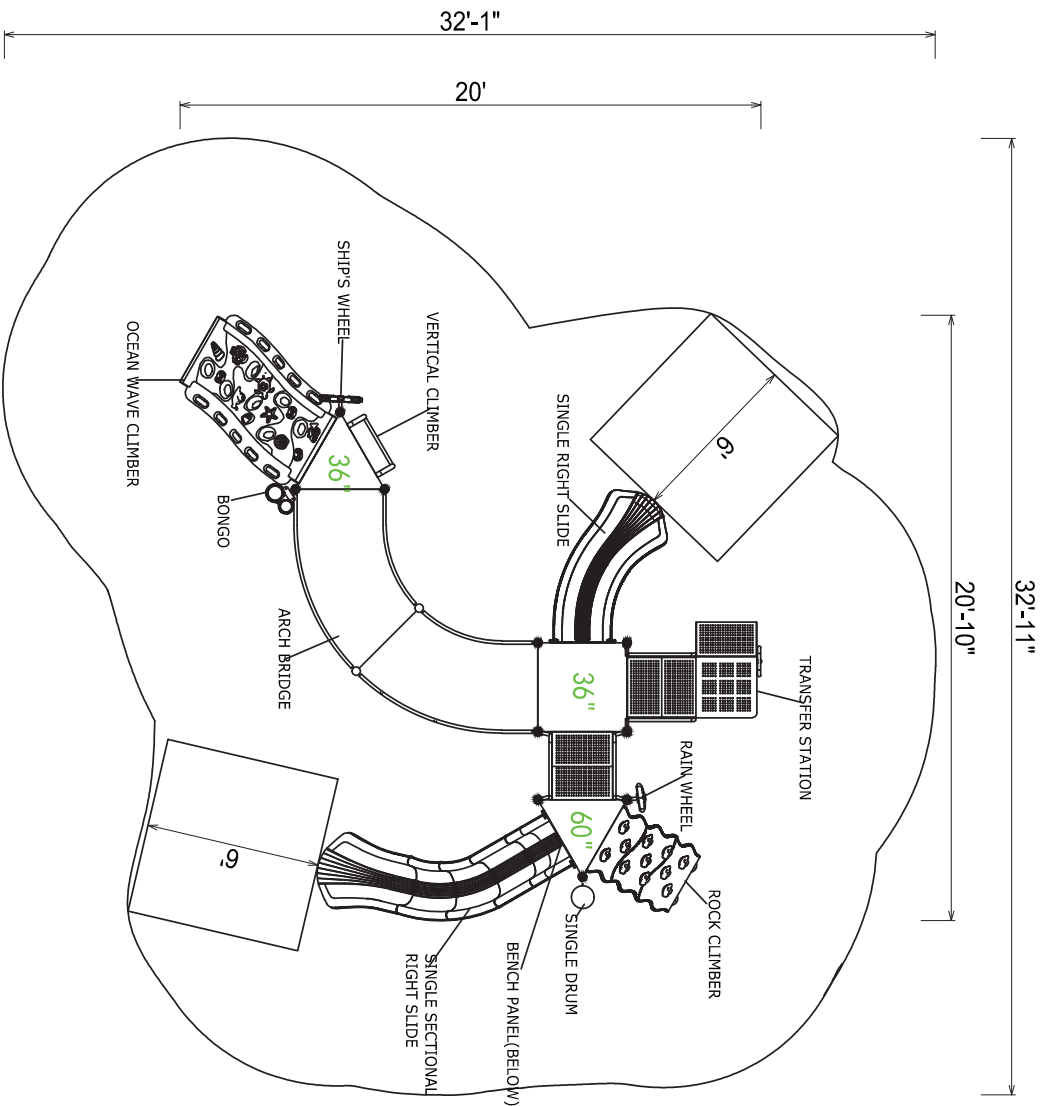 32'-1"
20'
32'-11"
20'-10"
SHIP'S WHEEL
VERTICAL CLIMBER
OCEAN WAVE CLIMBER
BONGO
36"
SINGLE RIGHT SLIDE
6'
ARCH BRIDGE
36"
TRANSFER STATION
RAIN WHEEL
60"
ROCK CLIMBER
SINGLE DRUM
BENCH PANEL(BELOW)
SINGLE SECTIONAL
RIGHT SLIDE
6'